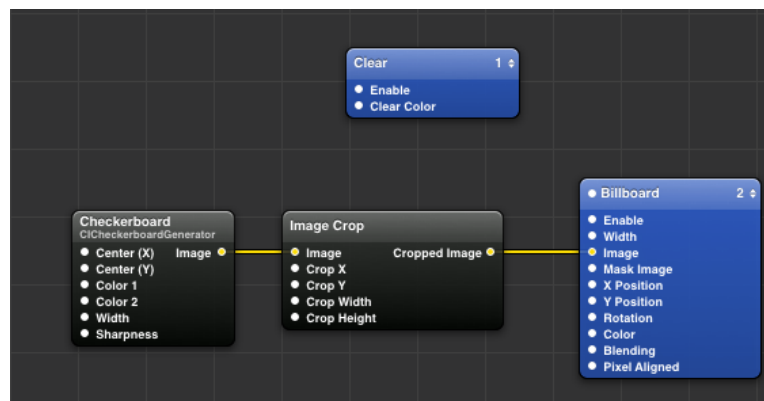 Clear 1
Enable
Clear Color
Billboard 2
Enable
Width
Image
Mask Image
X Position
Y Position
Rotation
Color
Blending
Pixel Aligned
Checkerboard
CICheckerboardGenerator
Center (X) Image
Center (Y)
Color 1
Color 2
Width
Sharpness
Image Crop
Image Cropped Image
Crop X
Crop Y
Crop Width
Crop Height